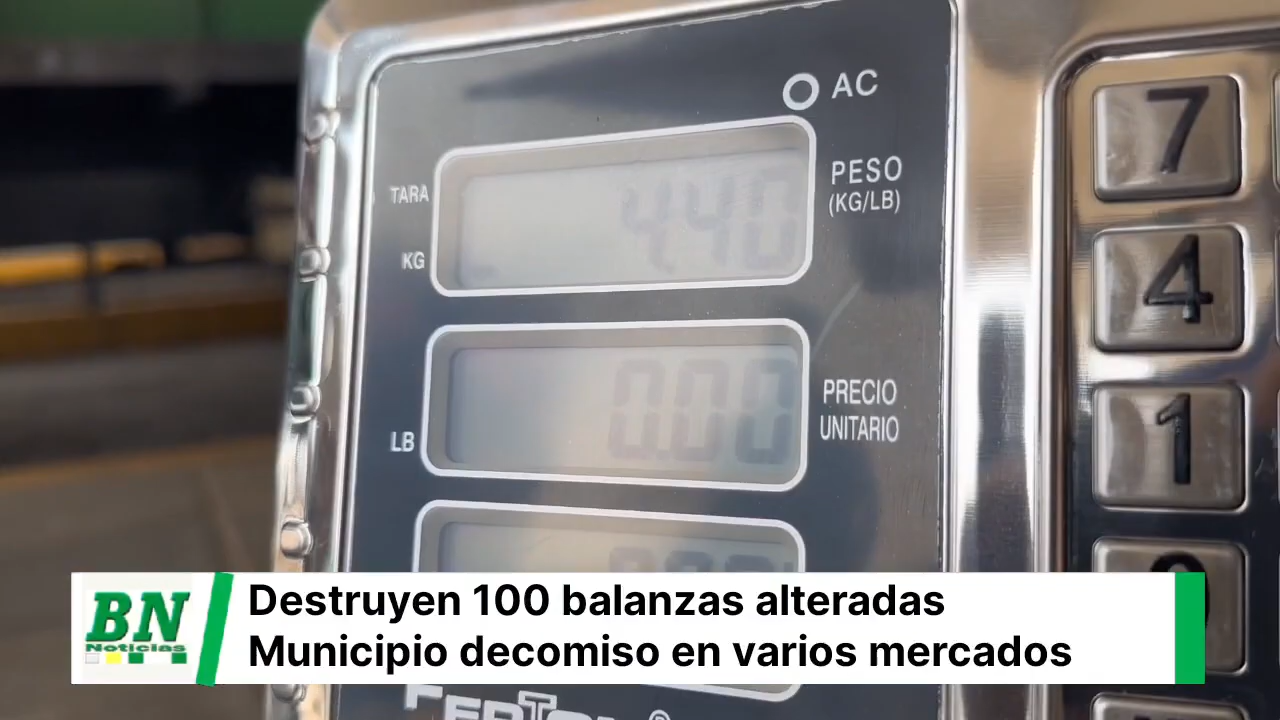 AC
TARA
KG
4.40
PESO
(KG/LB)
LB
0.00
PRECIO
UNITARIO
7
4
1
BN
Noticias
Destruyen 100 balanzas alteradas
Municipio decomiso en varios mercados